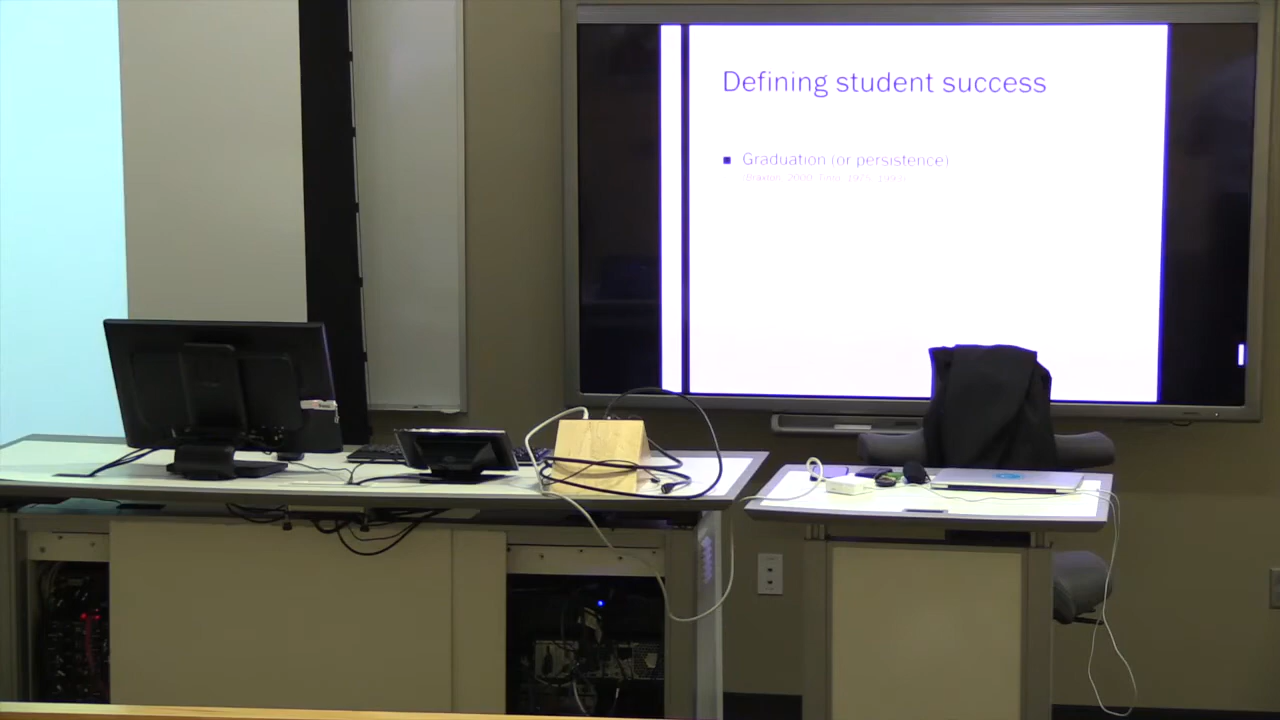 Defining student success
■ Graduation (or persistence)